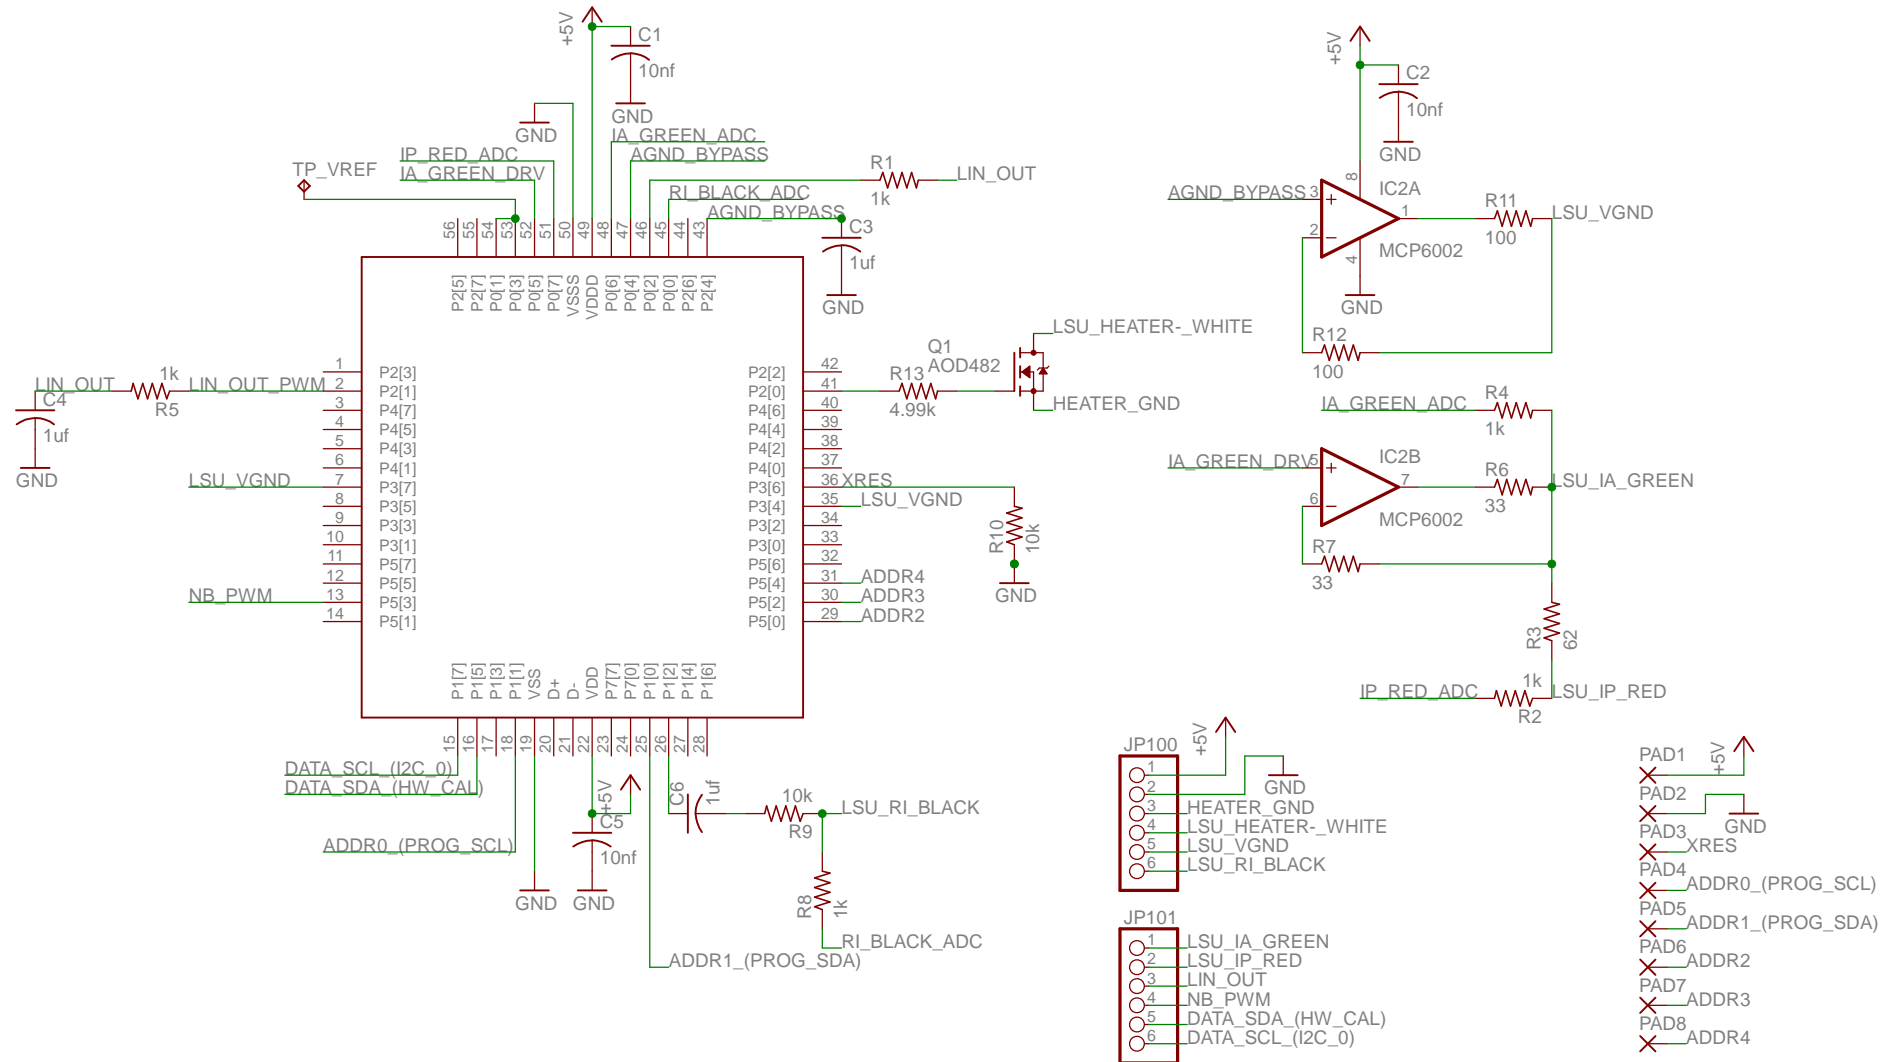 +5V
C1
10nf
GND
GND
IA_GREEN_ADC
IP_RED_ADC
AGND_BYPASS
IA_GREEN_DRV
TP_VREF
R1
1k
LIN_OUT
RI_BLACK_ADC
AGND_BYPASS
C3
1uf
GND
56 55 54 53 52 51 50 49 48 47 46 45 44 43
P2[5] P2[7] P0[1] P0[3] P0[5] P0[7] VSSS VDDD P0[6] P0[4] P0[2] P0[0] P2[6] P2[4]
1 P2[3]
2 P2[1]
3 P4[7]
4 P4[5]
5 P4[3]
6 P4[1]
7 P3[7]
8 P3[5]
9 P3[3]
10 P3[1]
11 P5[7]
12 P5[5]
13 P5[3]
14 P5[1]
LIN_OUT
1k
R5
LIN_OUT_PWM
C4
1uf
GND
LSU_VGND
NB_PWM
P2[2] 42
P2[0] 41
P4[6] 40
P4[4] 39
P4[2] 38
P4[0] 37
P3[6] 36
P3[4] 35
P3[2] 34
P3[0] 33
P5[6] 32
P5[4] 31
P5[2] 30
P5[0] 29
R13
4.99k
Q1
AOD482
LSU_HEATER-_WHITE
HEATER_GND
XRES
LSU_VGND
R10
10k
GND
ADDR4
ADDR3
ADDR2
P1[7] P1[5] P1[3] P1[1] VSS D+ D- VDD P7[7] P7[0] P1[0] P1[2] P1[4] P1[6]
15 16 17 18 19 20 21 22 23 24 25 26 27 28
DATA_SCL_(I2C_0)
DATA_SDA_(HW_CAL)
ADDR0_(PROG_SCL)
GND
+5V
C5
10nf
GND
C6
1uf
10k
R9
LSU_RI_BLACK
R8
1k
RI_BLACK_ADC
ADDR1_(PROG_SDA)
+5V
C2
10nf
GND
AGND_BYPASS
3
2
8
4
1
IC2A
MCP6002
GND
R11
100
LSU_VGND
R12
100
IA_GREEN_ADC
R4
1k
IA_GREEN_DRV
5
6
7
IC2B
MCP6002
R6
33
LSU_IA_GREEN
R7
33
R3
62
IP_RED_ADC
1k
R2
LSU_IP_RED
JP100
+5V
GND
1
2
3 HEATER_GND
4 LSU_HEATER-_WHITE
5 LSU_VGND
6 LSU_RI_BLACK
JP101
1 LSU_IA_GREEN
2 LSU_IP_RED
3 LIN_OUT
4 NB_PWM
5 DATA_SDA_(HW_CAL)
6 DATA_SCL_(I2C_0)
PAD1
+5V
PAD2
GND
PAD3
XRES
PAD4
ADDR0_(PROG_SCL)
PAD5
ADDR1_(PROG_SDA)
PAD6
ADDR2
PAD7
ADDR3
PAD8
ADDR4